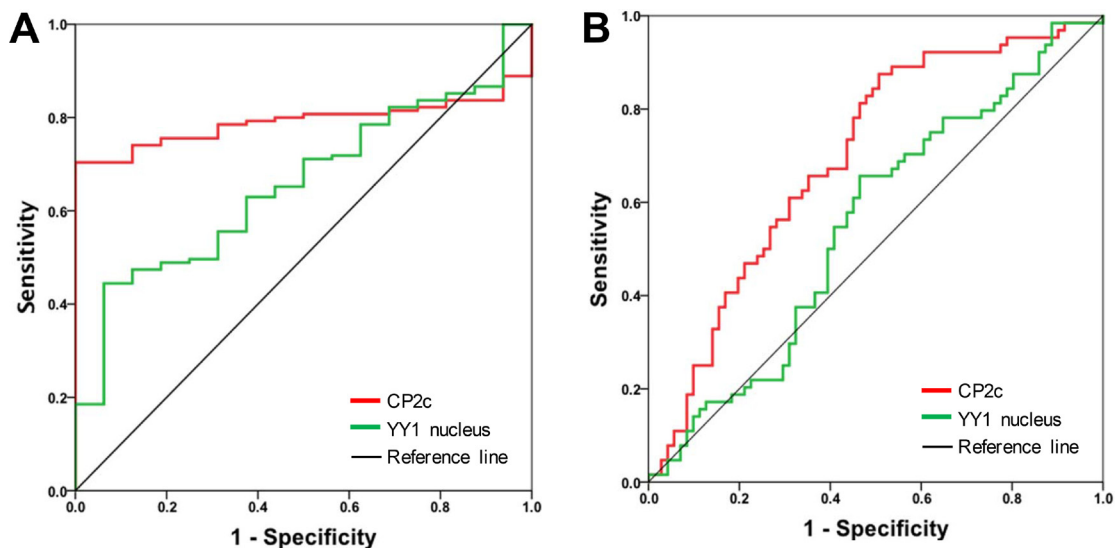 A
1.0
0.8
0.6
0.4
0.2
0.0
Sensitivity
0.0 0.2 0.4 0.6 0.8 1.0
1 - Specificity
CP2c
YY1 nucleus
Reference line
B
1.0
0.8
0.6
0.4
0.2
0.0
Sensitivity
0.0 0.2 0.4 0.6 0.8 1.0
1 - Specificity
CP2c
YY1 nucleus
Reference line